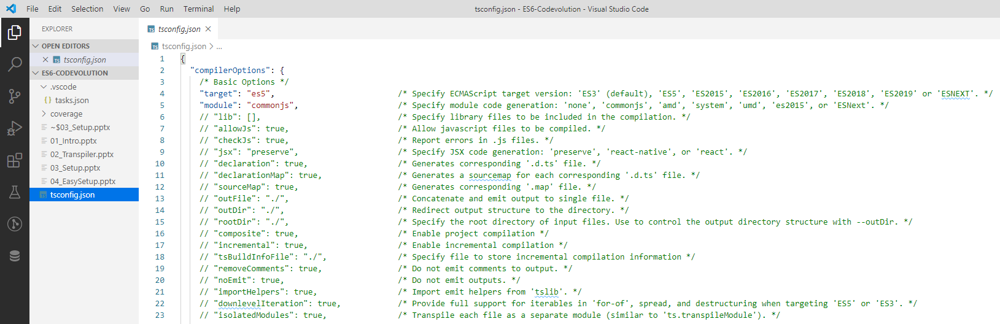 File Edit Selection View Go Run Terminal Help tsconfig.json - ES6-Codevolution - Visual Studio Code
EXPLORER
OPEN EDITORS
tsconfig.json
ES6-CODEVOLUTION
.vscode
{} tasks.json
coverage
~$03_Setup.pptx
01_Intro.pptx
02_Transpiler.pptx
03_Setup.pptx
04_EasySetup.pptx
TS tsconfig.json
TS tsconfig.json
TS tsconfig.json > ...
1 {
2 "compilerOptions": {
3 /* Basic Options */
4 "target": "es5", /* Specify ECMAScript target version: 'ES3' (default), 'ES5', 'ES2015', 'ES2016', 'ES2017', 'ES2018', 'ES2019' or 'ESNEXT'. */
5 "module": "commonjs", /* Specify module code generation: 'none', 'commonjs', 'amd', 'system', 'umd', 'es2015', or 'ESNext'. */
6 // "lib": [], /* Specify library files to be included in the compilation. */
7 // "allowJs": true, /* Allow javascript files to be compiled. */
8 // "checkJs": true, /* Report errors in .js files. */
9 // "jsx": "preserve", /* Specify JSX code generation: 'preserve', 'react-native', or 'react'. */
10 // "declaration": true, /* Generates corresponding '.d.ts' file. */
11 // "declarationMap": true, /* Generates a sourcemap for each corresponding '.d.ts' file. */
12 // "sourceMap": true, /* Generates corresponding '.map' file. */
13 // "outFile": "./", /* Concatenate and emit output to single file. */
14 // "outDir": "./", /* Redirect output structure to the directory. */
15 // "rootDir": "./", /* Specify the root directory of input files. Use to control the output directory structure with --outDir. */
16 // "composite": true, /* Enable project compilation */
17 // "incremental": true, /* Enable incremental compilation */
18 // "tsBuildInfoFile": "./", /* Specify file to store incremental compilation information */
19 // "removeComments": true, /* Do not emit comments to output. */
20 // "noEmit": true, /* Do not emit outputs. */
21 // "importHelpers": true, /* Import emit helpers from 'tslib'. */
22 // "downlevelIteration": true, /* Provide full support for iterables in 'for-of', spread, and destructuring when targeting 'ES5' or 'ES3'. */
23 // "isolatedModules": true, /* Transpile each file as a separate module (similar to 'ts.transpileModule'). */